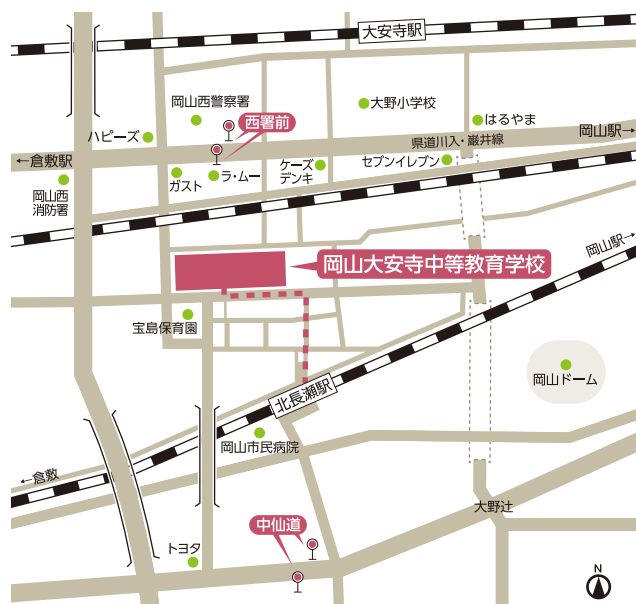 大安寺駅
岡山西警察署
西署前
大野小学校
はるやま
ハピーズ
県道川入・巌井線
岡山駅→
←倉敷駅
ガスト
ラ・ムー
ケーズ
デンキ
セブンイレブン
岡山西
消防署
岡山大安寺中等教育学校
岡山駅→
宝島保育園
岡山ドーム
北長瀬駅
岡山市民病院
←倉敷
大野辻
中仙道
トヨタ
N